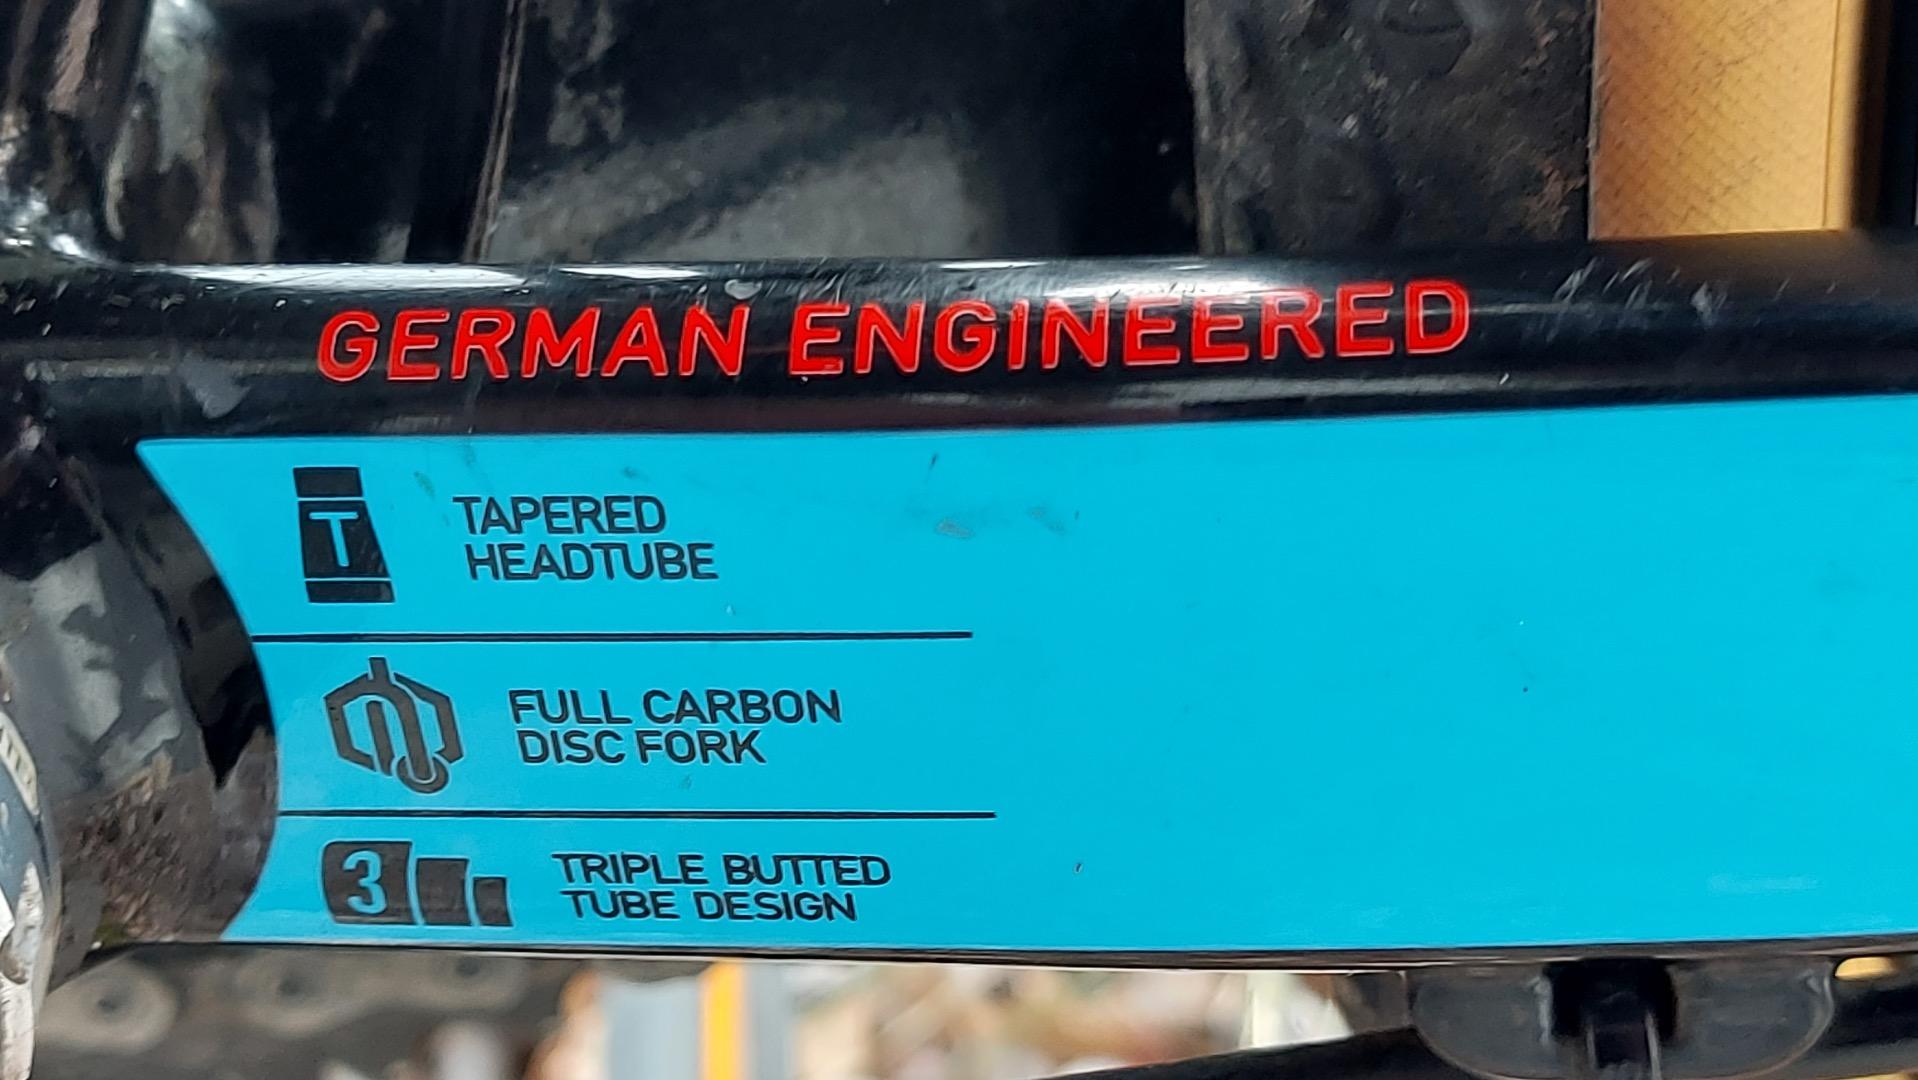 GERMAN ENGINEERED
T
TAPERED
HEADTUBE
FULL CARBON
DISC FORK
3
TRIPLE BUTTED
TUBE DESIGN